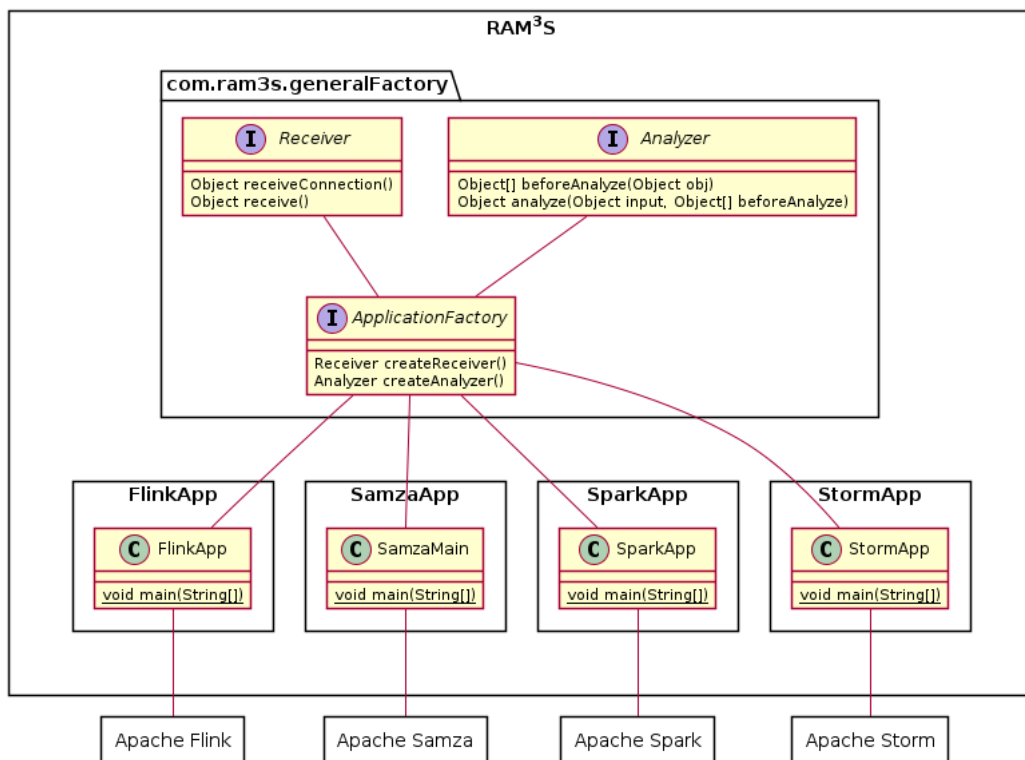 RAM³S
com.ram3s.generalFactory
I Receiver
Object receiveConnection()
Object receive()
I Analyzer
Object[] beforeAnalyze(Object obj)
Object analyze(Object input, Object[] beforeAnalyze)
I ApplicationFactory
Receiver createReceiver()
Analyzer createAnalyzer()
FlinkApp
C FlinkApp
void main(String[])
SamzaApp
C SamzaMain
void main(String[])
SparkApp
C SparkApp
void main(String[])
StormApp
C StormApp
void main(String[])
Apache Flink
Apache Samza
Apache Spark
Apache Storm